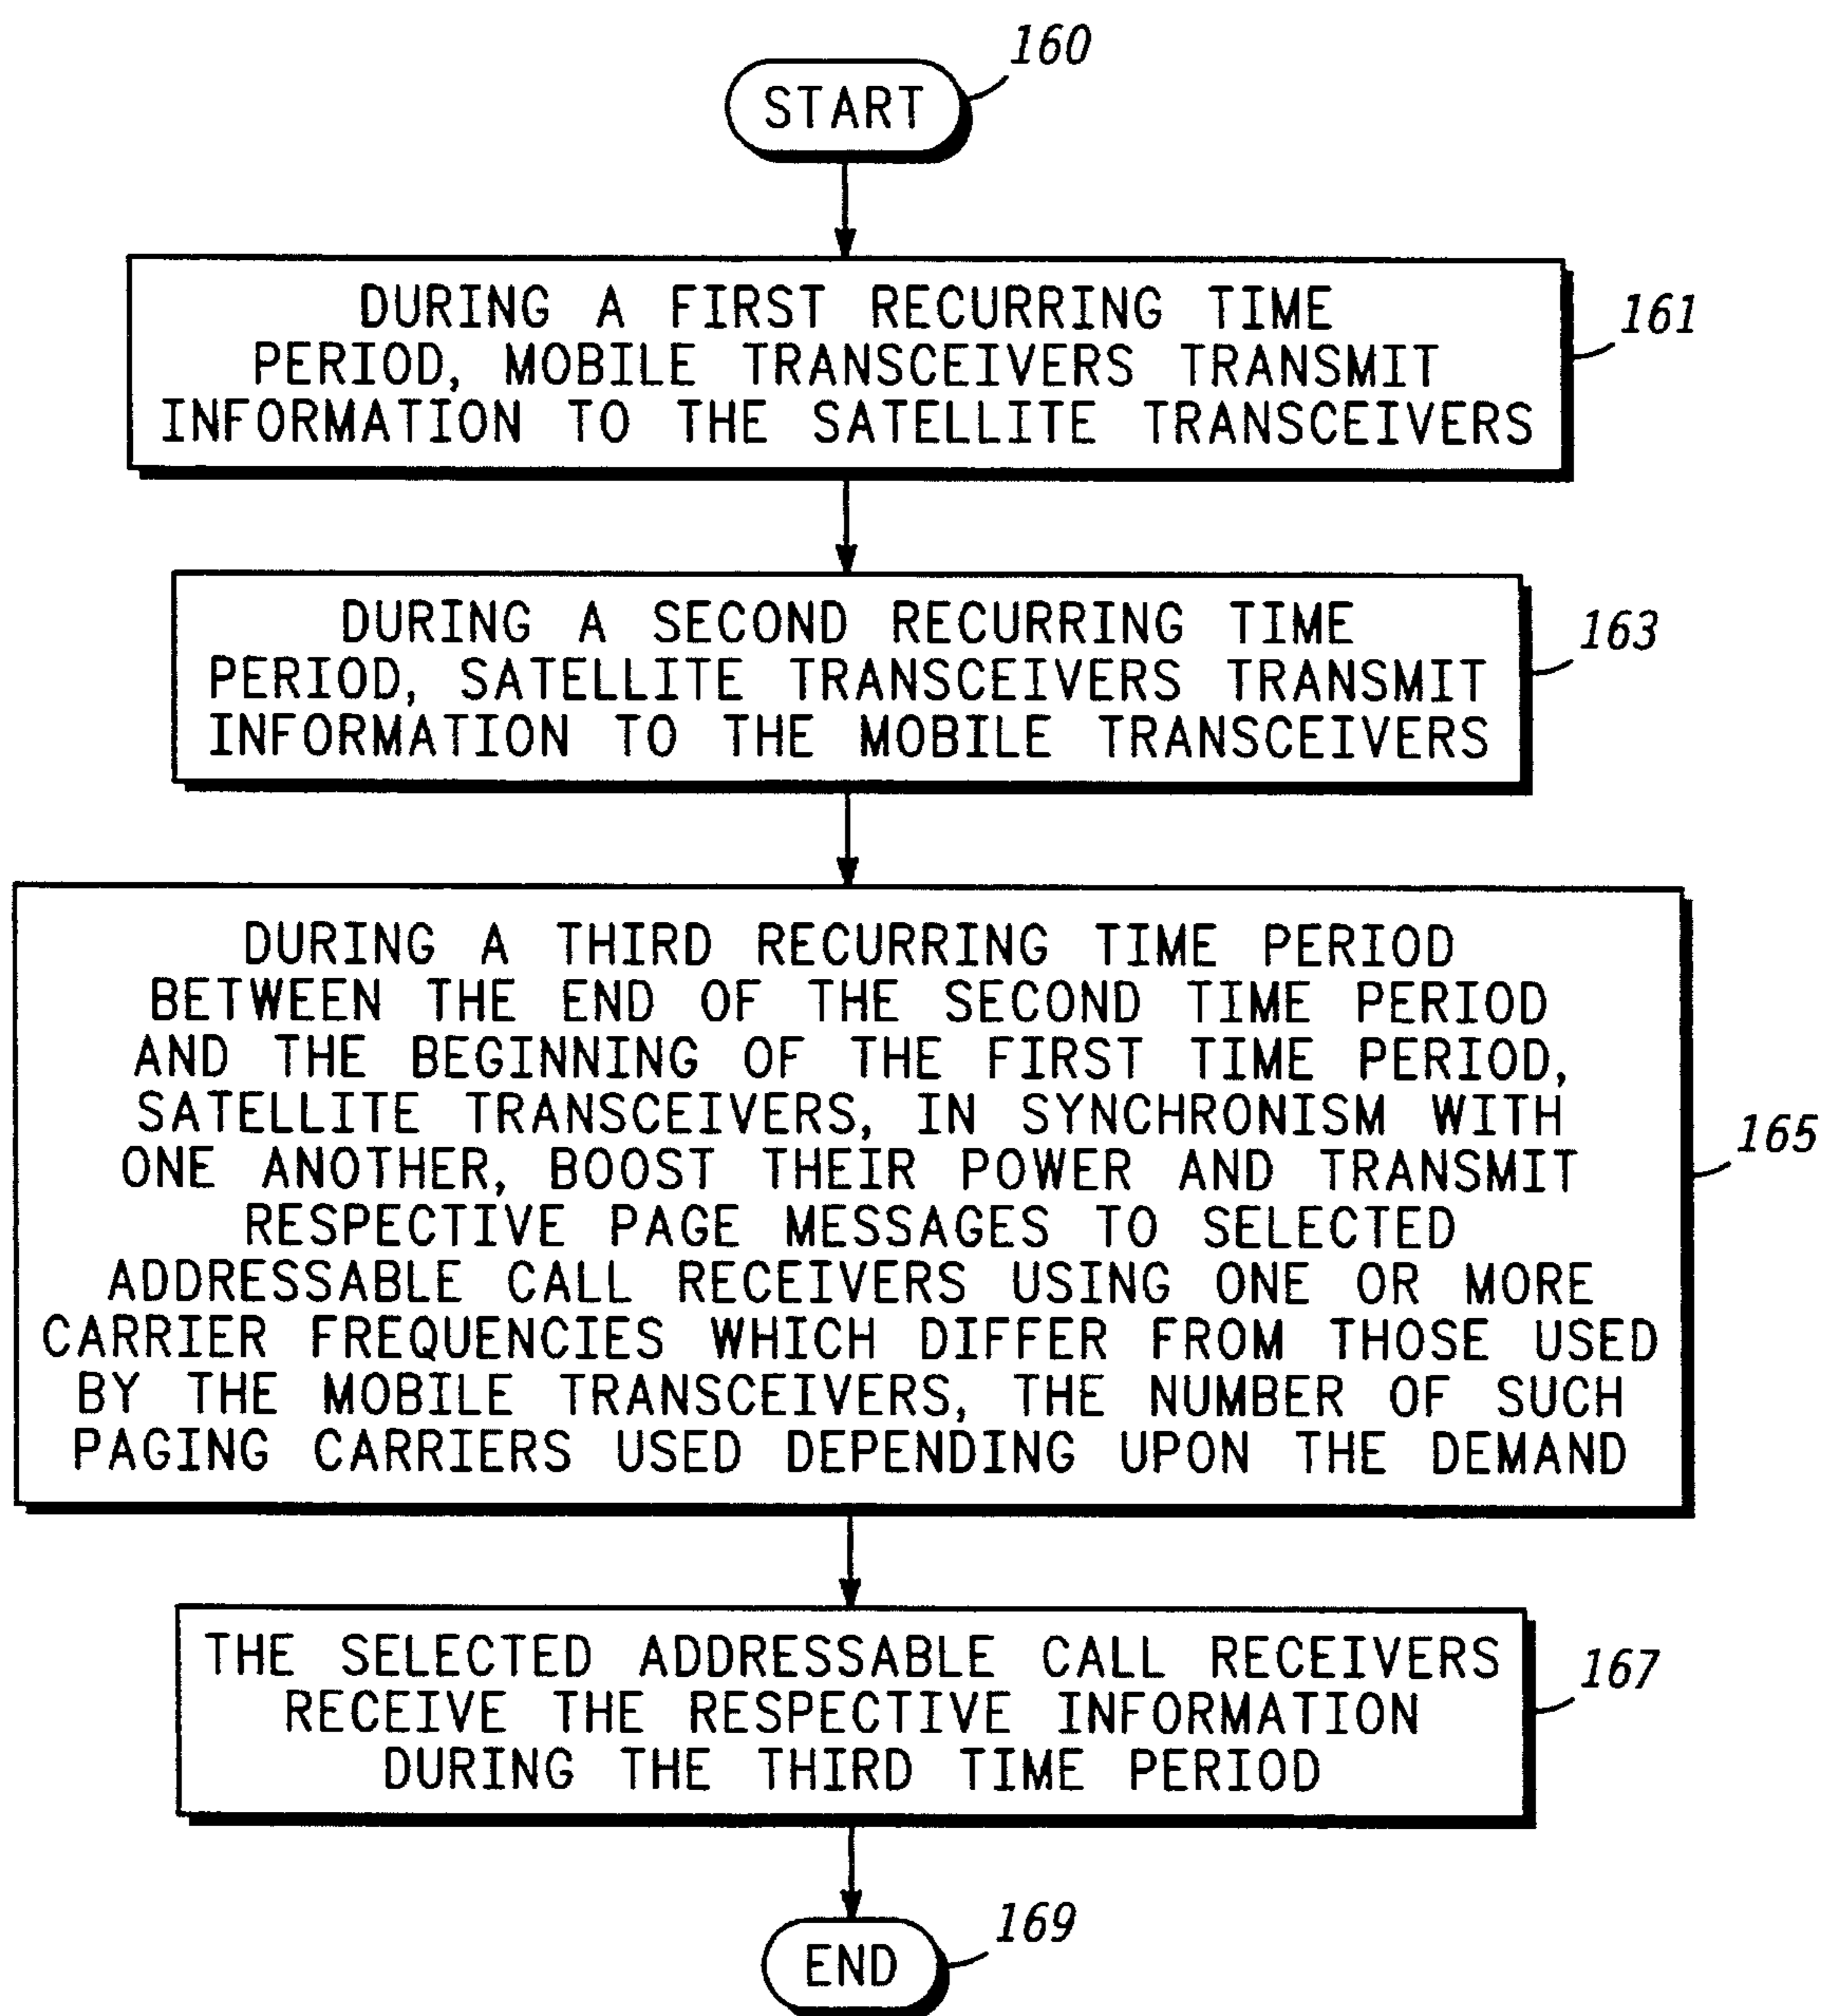 160
START
DURING A FIRST RECURRING TIME
PERIOD, MOBILE TRANSCEIVERS TRANSMIT
INFORMATION TO THE SATELLITE TRANSCEIVERS
161
DURING A SECOND RECURRING TIME
PERIOD, SATELLITE TRANSCEIVERS TRANSMIT
INFORMATION TO THE MOBILE TRANSCEIVERS
163
DURING A THIRD RECURRING TIME PERIOD
BETWEEN THE END OF THE SECOND TIME PERIOD
AND THE BEGINNING OF THE FIRST TIME PERIOD,
SATELLITE TRANSCEIVERS, IN SYNCHRONISM WITH
ONE ANOTHER, BOOST THEIR POWER AND TRANSMIT
RESPECTIVE PAGE MESSAGES TO SELECTED
ADDRESSABLE CALL RECEIVERS USING ONE OR MORE
CARRIER FREQUENCIES WHICH DIFFER FROM THOSE USED
BY THE MOBILE TRANSCEIVERS, THE NUMBER OF SUCH
PAGING CARRIERS USED DEPENDING UPON THE DEMAND
165
THE SELECTED ADDRESSABLE CALL RECEIVERS
RECEIVE THE RESPECTIVE INFORMATION
DURING THE THIRD TIME PERIOD
167
169
END